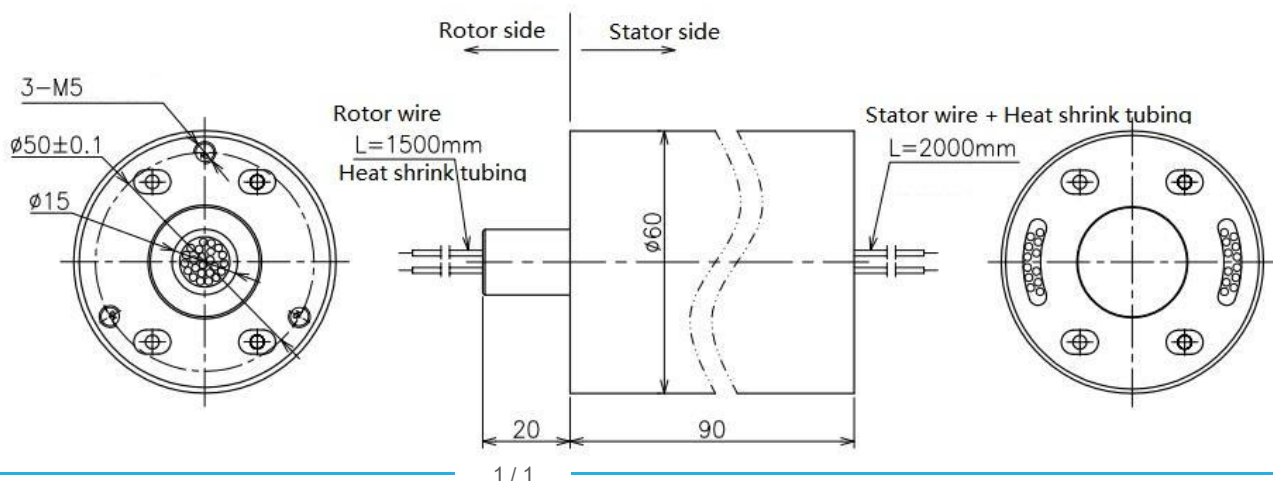 Rotor side
Stator side
3-M5
Rotor wire
L=1500mm
Heat shrink tubing
Stator wire + Heat shrink tubing
L=2000mm
ø50±0.1
ø15
ø60
20
90
1 / 1